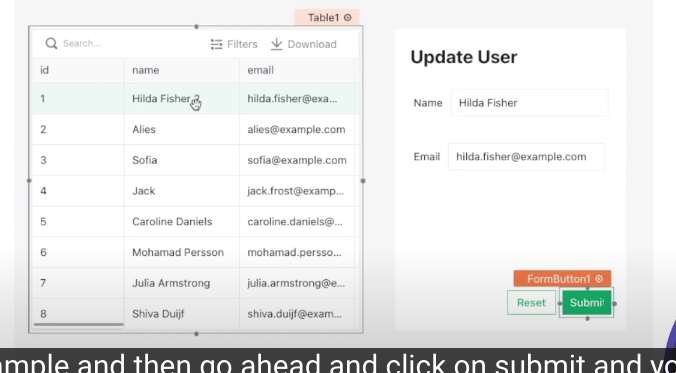 Table1
Search...
Filters
Download
id name email
1 Hilda Fisher 2 hilda.fisher@exa...
2 Alies alies@example.com
3 Sofia sofia@example.com
4 Jack jack.frost@examp...
5 Caroline Daniels caroline.daniels@...
6 Mohamad Persson mohamad.persso...
7 Julia Armstrong julia.armstrong@e...
8 Shiva Duijf shiva.duijf@exam...
Update User
Name Hilda Fisher
Email hilda.fisher@example.com
FormButton1
Reset Submit
ample and then go ahead and click on submit and yo